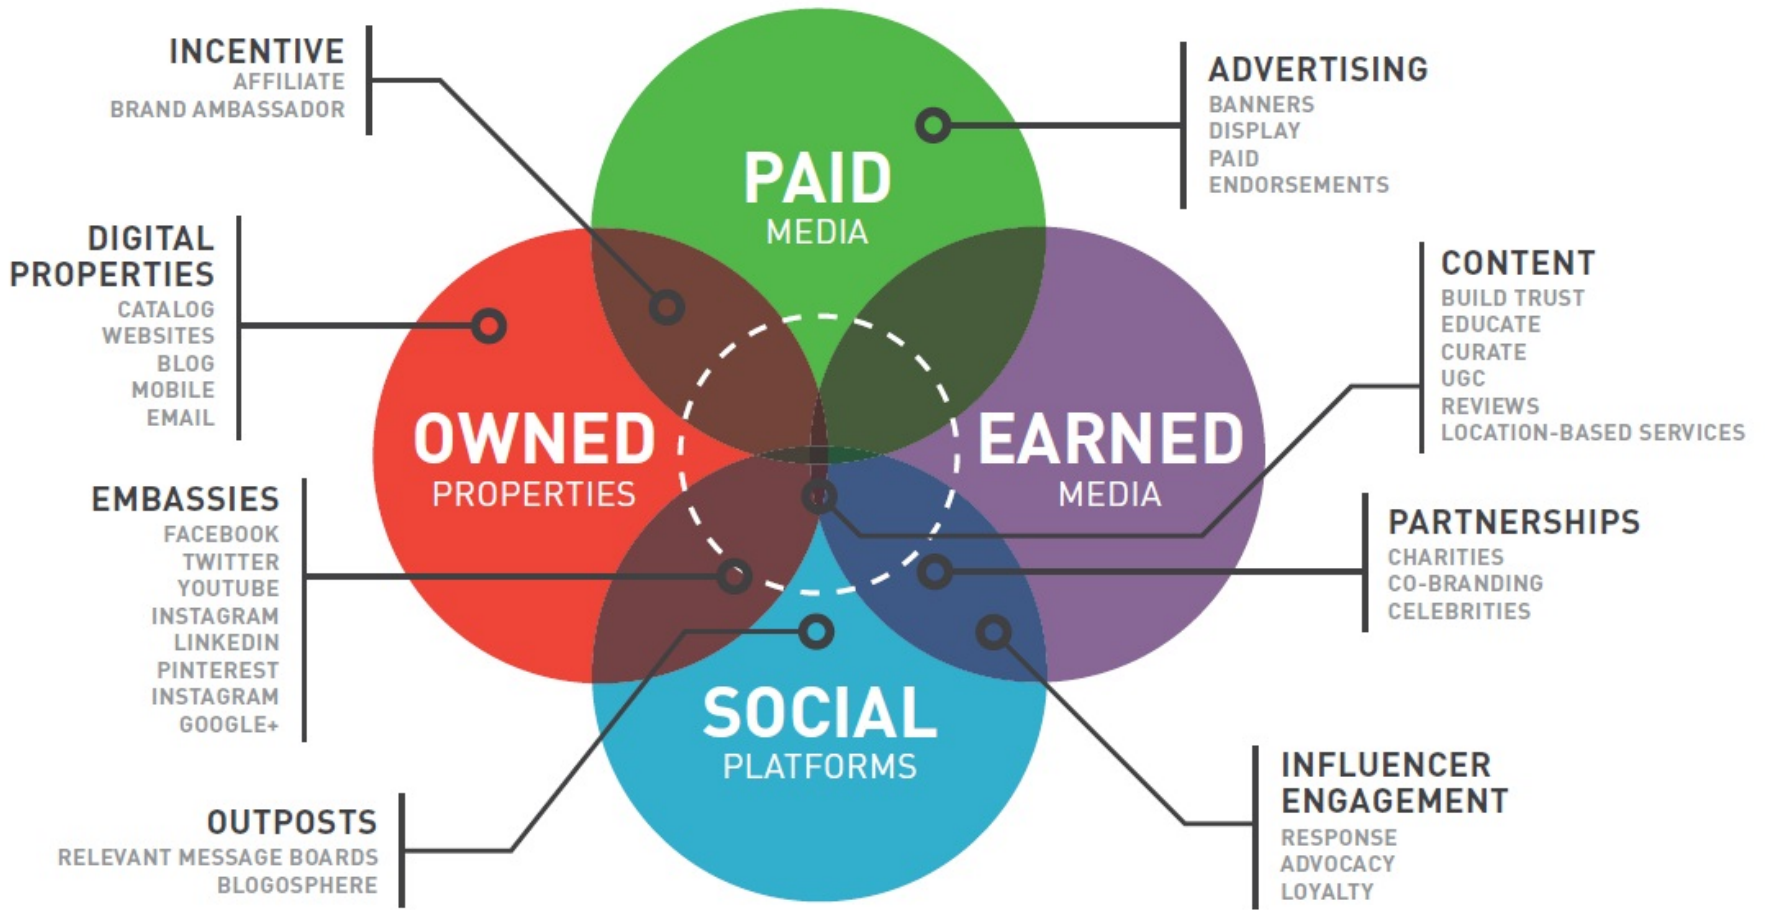 INCENTIVE
AFFILIATE
BRAND AMBASSADOR
DIGITAL
PROPERTIES
CATALOG
WEBSITES
BLOG
MOBILE
EMAIL
EMBASSIES
FACEBOOK
TWITTER
YOUTUBE
INSTAGRAM
LINKEDIN
PINTEREST
INSTAGRAM
GOOGLE+
OUTPOSTS
RELEVANT MESSAGE BOARDS
BLOGOSPHERE
PAID
MEDIA
OWNED
PROPERTIES
EARNED
MEDIA
SOCIAL
PLATFORMS
ADVERTISING
BANNERS
DISPLAY
PAID
ENDORSEMENTS
CONTENT
BUILD TRUST
EDUCATE
CURATE
UGC
REVIEWS
LOCATION-BASED SERVICES
PARTNERSHIPS
CHARITIES
CO-BRANDING
CELEBRITIES
INFLUENCER
ENGAGEMENT
RESPONSE
ADVOCACY
LOYALTY